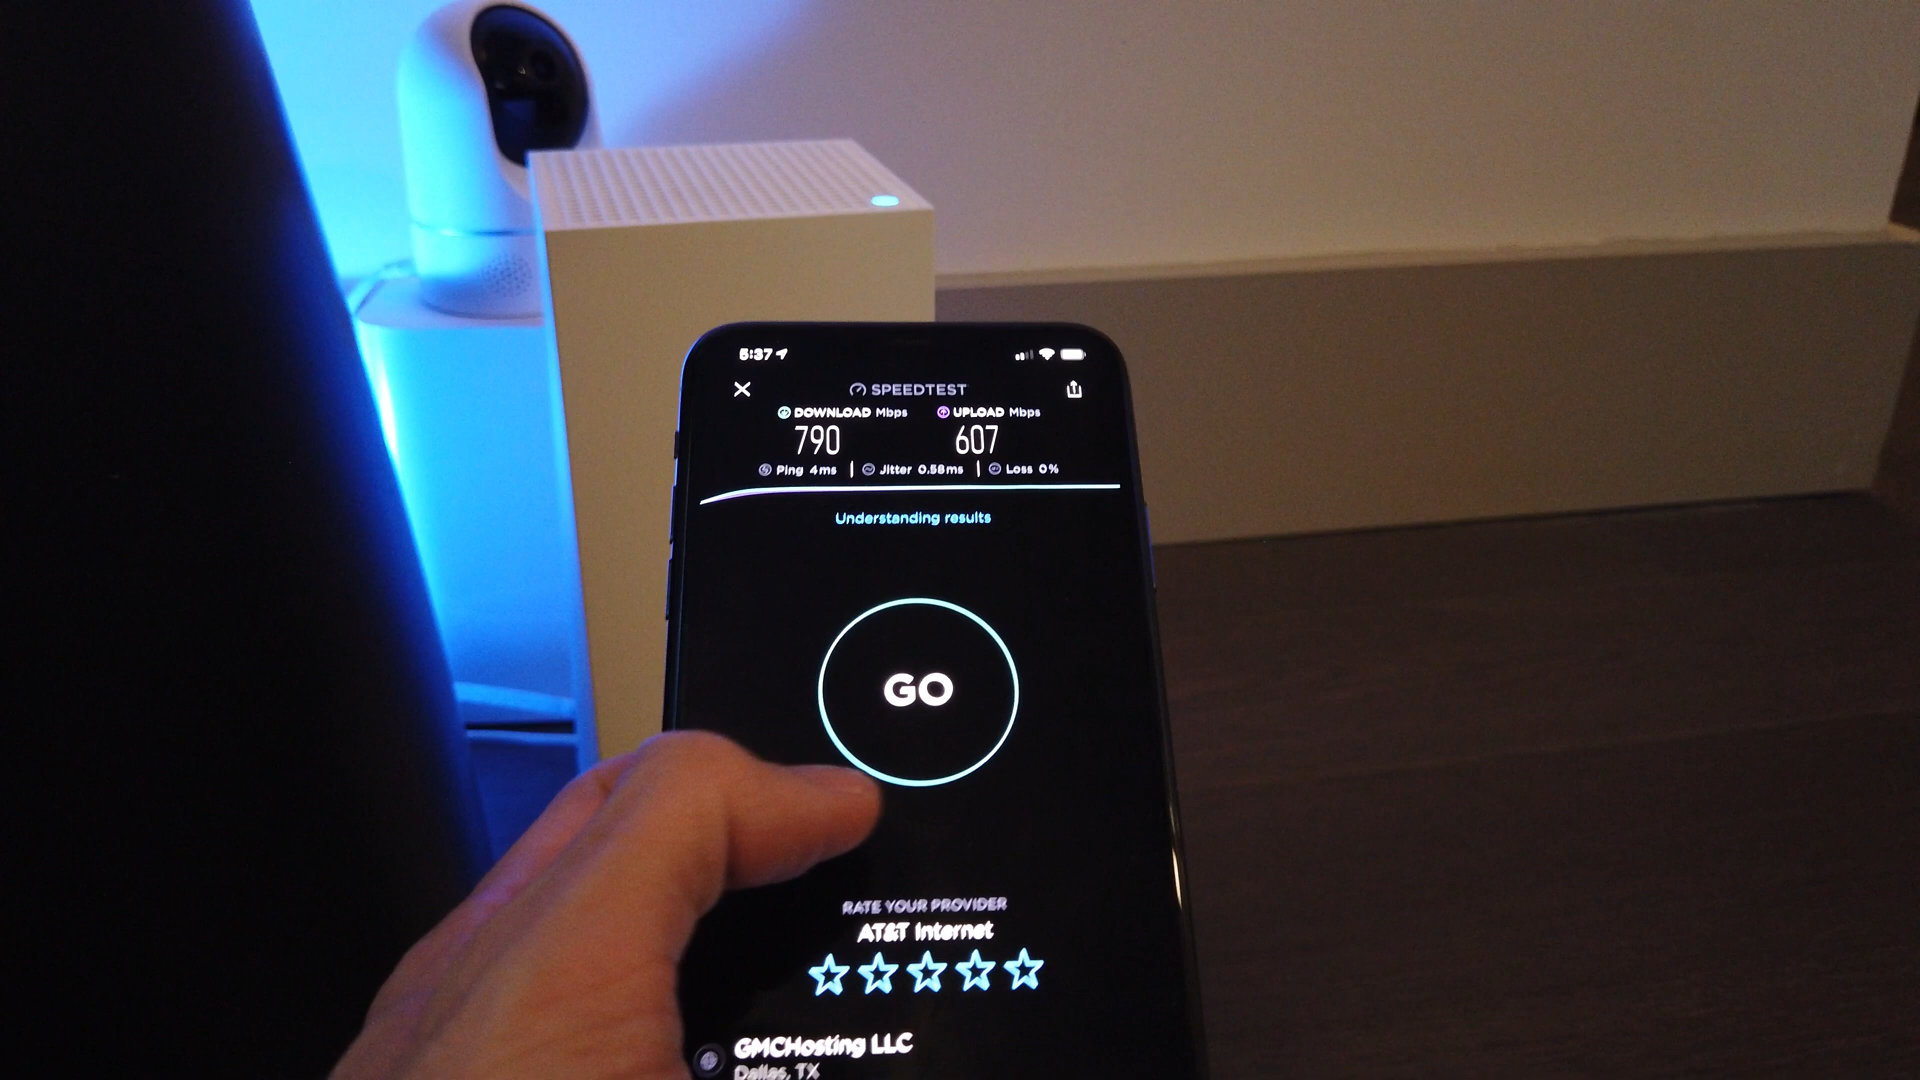 5:37
SPEEDTEST
DOWNLOAD Mbps UPLOAD Mbps
790 607
Ping 4ms | Jitter 0.58ms | Loss 0%
Understanding results
GO
RATE YOUR PROVIDER
AT&T Internet
GMCHosting LLC
Dallas, TX